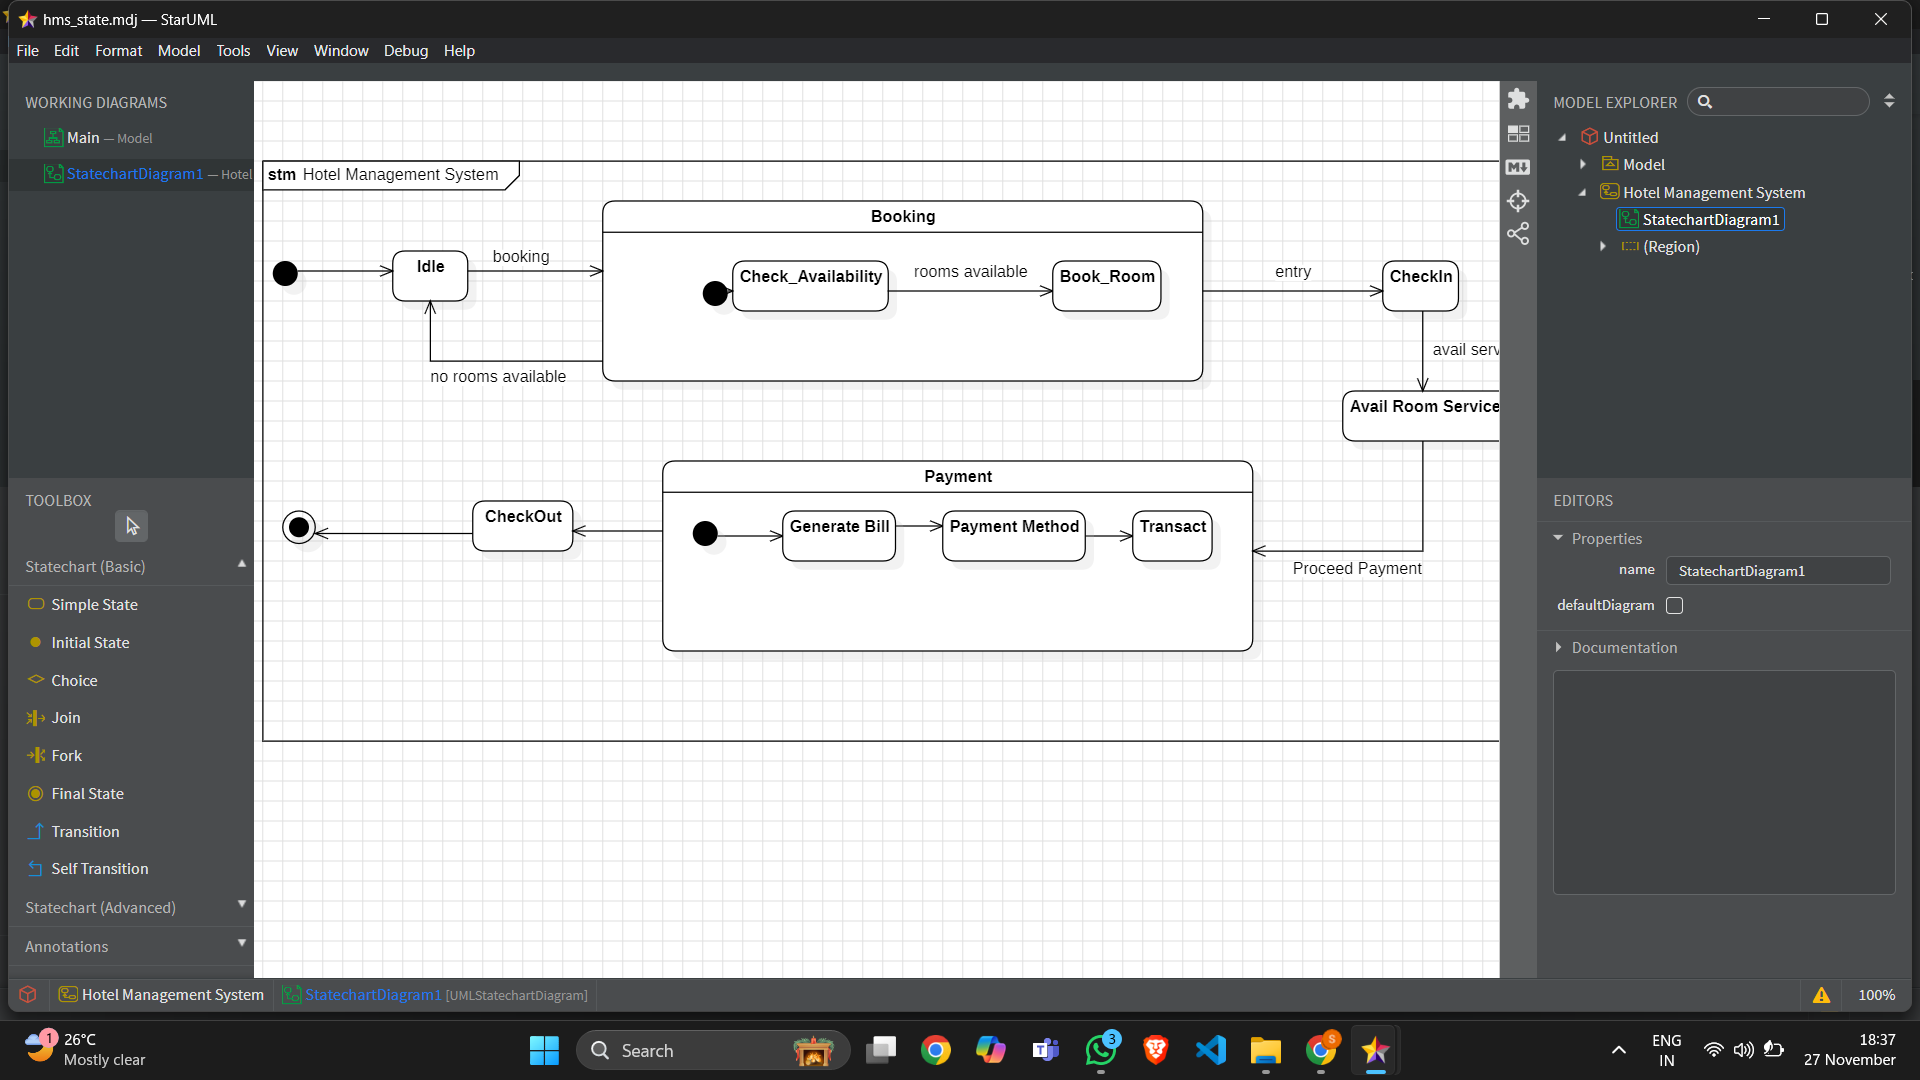 hms_state.mdj — StarUML
File Edit Format Model Tools View Window Debug Help
WORKING DIAGRAMS
Main — Model
StatechartDiagram1 — Hotel
TOOLBOX
Statechart (Basic)
Simple State
Initial State
Choice
Join
Fork
Final State
Transition
Self Transition
Statechart (Advanced)
Annotations
stm Hotel Management System
Idle
booking
Booking
Check_Availability
rooms available
Book_Room
entry
CheckIn
no rooms available
avail serv
Avail Room Service
Payment
CheckOut
Generate Bill
Payment Method
Transact
Proceed Payment
MODEL EXPLORER
Untitled
Model
Hotel Management System
StatechartDiagram1
(Region)
EDITORS
Properties
name StatechartDiagram1
defaultDiagram
Documentation
Hotel Management System StatechartDiagram1 [UMLStatechartDiagram]
100%
1
26°C
Mostly clear
Search
3
S
ENG
IN
18:37
27 November